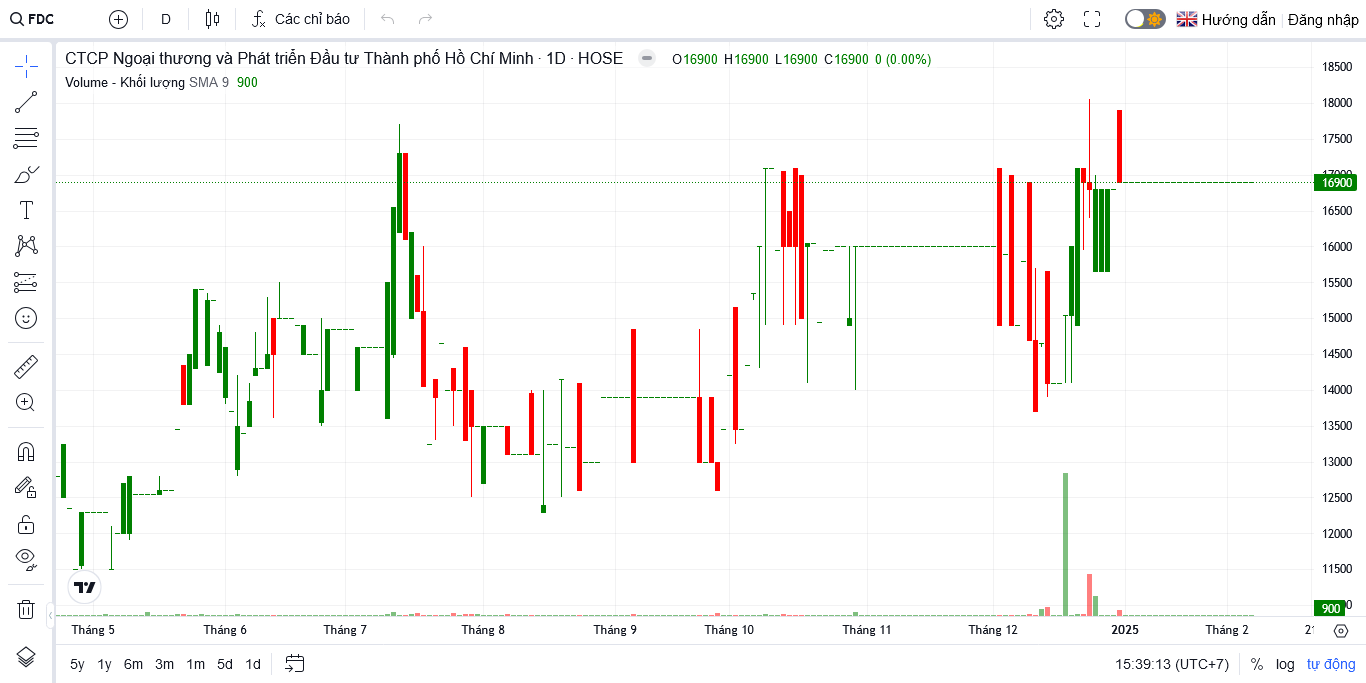 FDC
D
Các chỉ báo
Hướng dẫn
Đăng nhập
CTCP Ngoại thương và Phát triển Đầu tư Thành phố Hồ Chí Minh · 1D · HOSE
O16900 H16900 L16900 C16900 0 (0.00%)
Volume - Khối lượng SMA 9 900
18500
18000
17500
16900
16500
16000
15500
15000
14500
14000
13500
13000
12500
12000
11500
900
Tháng 5 Tháng 6 Tháng 7 Tháng 8 Tháng 9 Tháng 10 Tháng 11 Tháng 12 2025 Tháng 2
5y 1y 6m 3m 1m 5d 1d
15:39:13 (UTC+7) % log tự động